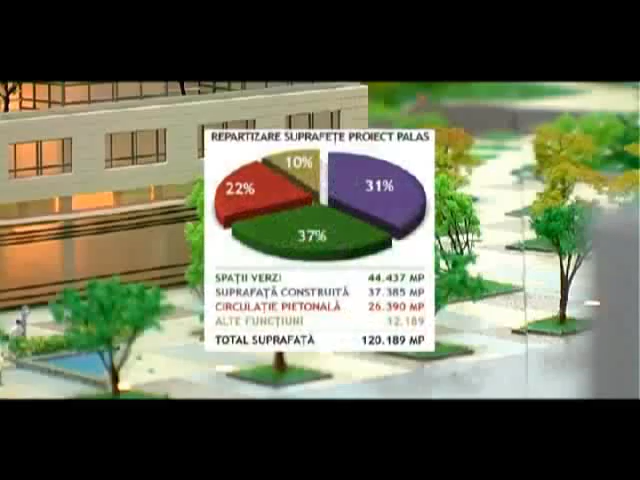 REPARTIZARE SUPRAFEȚE PROIECT PALAS
10%
22%
31%
37%
SPAȚII VERZI 44.437 MP
SUPRAFAȚĂ CONSTRUITĂ 37.385 MP
CIRCULAȚIE PIETONALĂ 26.390 MP
ALTE FUNCȚIUNI 12.189
TOTAL SUPRAFAȚĂ 120.189 MP